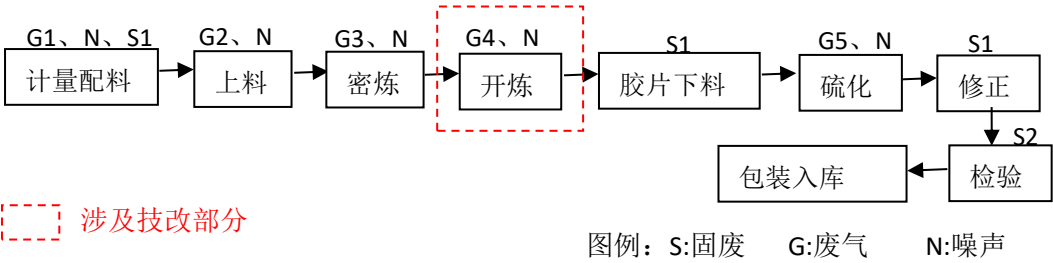 G1、N、S1
G2、N
G3、N
G4、N
S1
G5、N
S1
计量配料
上料
密炼
开炼
胶片下料
硫化
修正
S2
包装入库
检验
涉及技改部分
图例：S:固废 G:废气 N:噪声